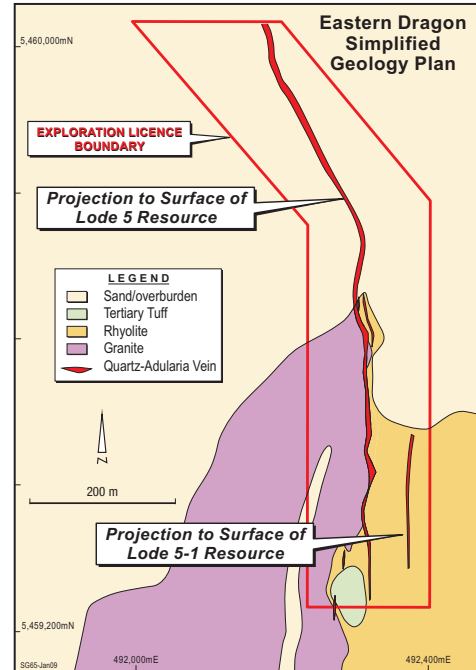 Eastern Dragon
Simplified
Geology Plan
5,460,000mN
EXPLORATION LICENCE
BOUNDARY
Projection to Surface of
Lode 5 Resource
LEGEND
Sand/overburden
Tertiary Tuff
Rhyolite
Granite
Quartz-Adularia Vein
N
200 m
Projection to Surface of
Lode 5-1 Resource
5,459,200mN
SG65-Jan09
492,000mE
492,400mE